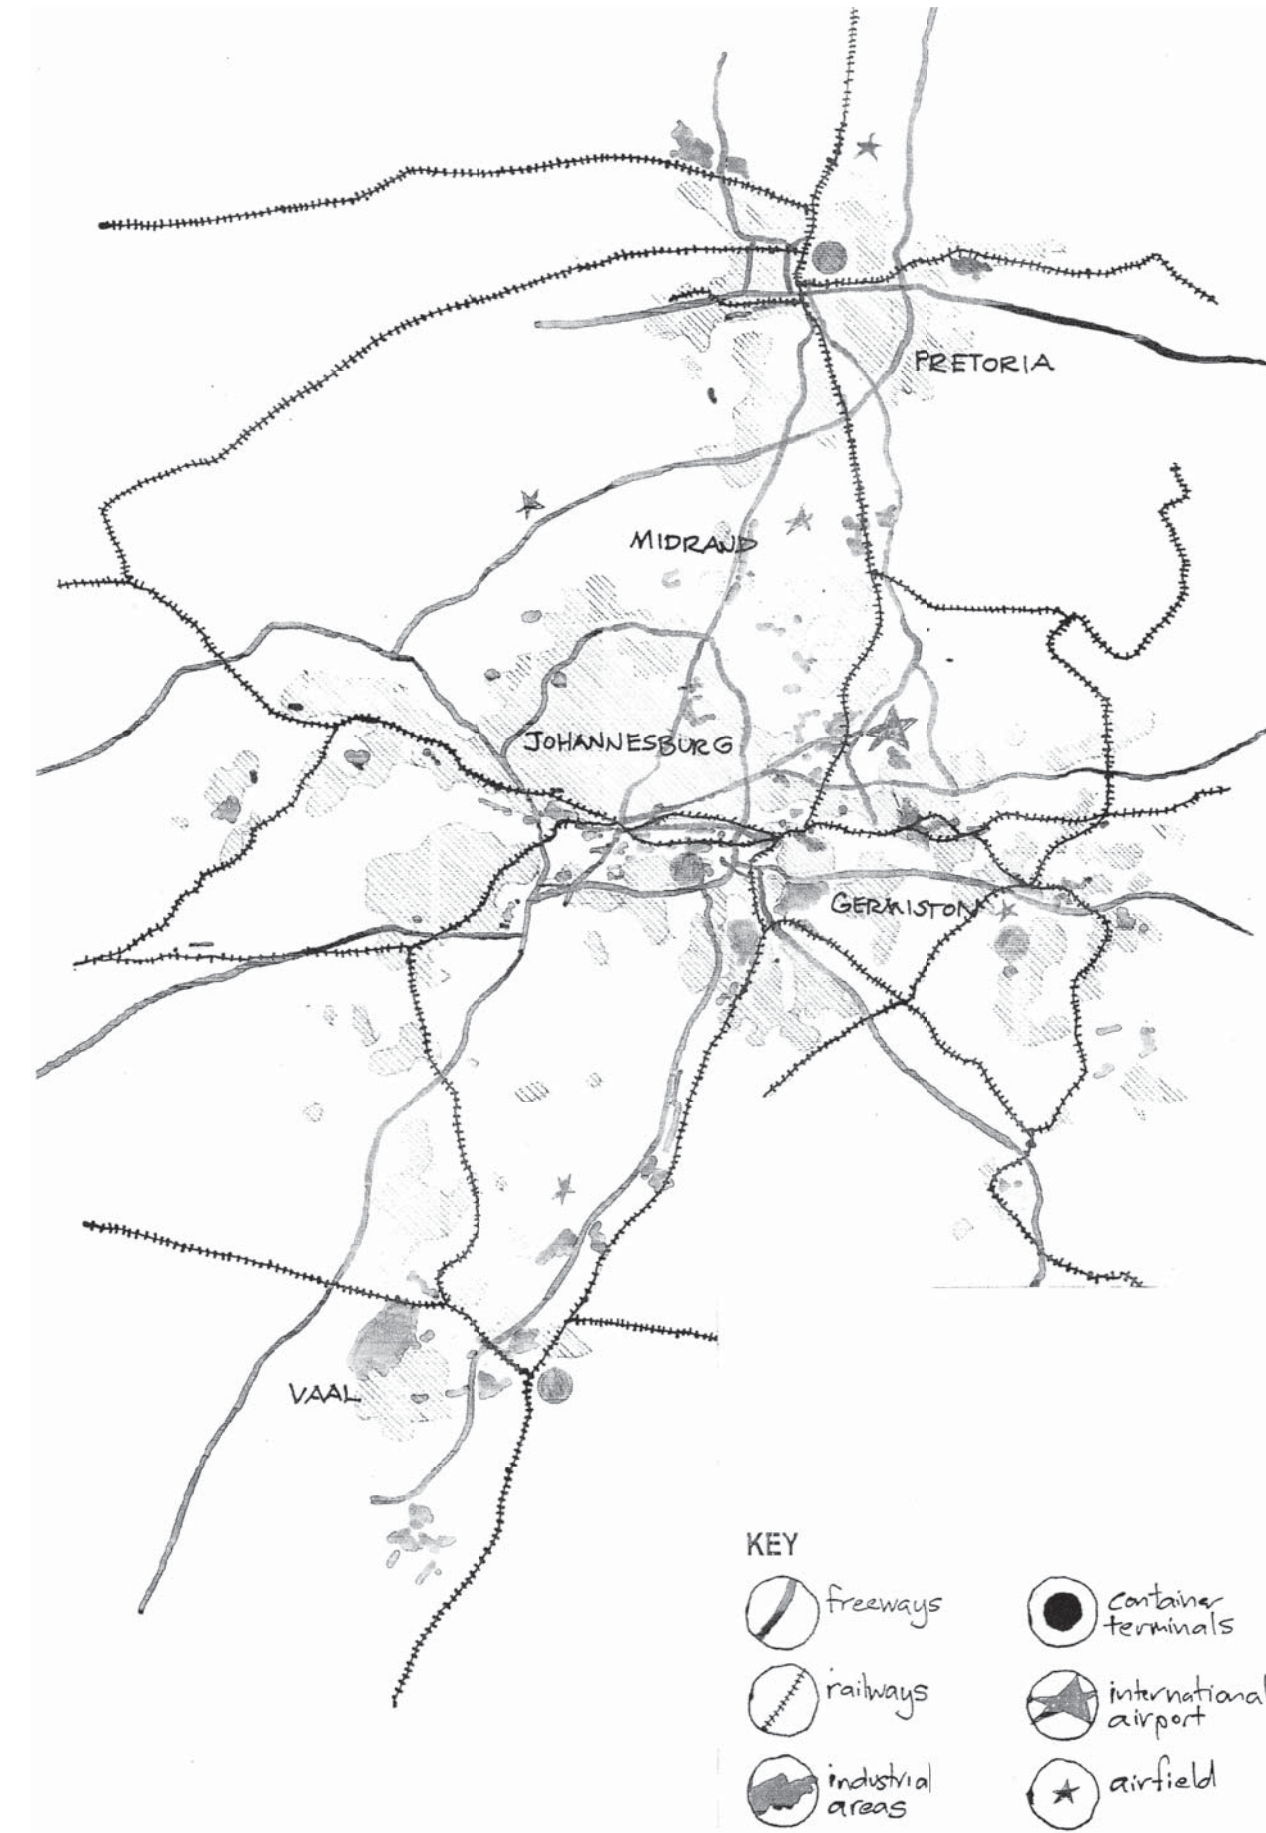 PRETORIA
MIDRAND
JOHANNESBURG
GERMISTON
VAAL
KEY
freeways
railways
industrial
areas
container
terminals
international
airport
airfield